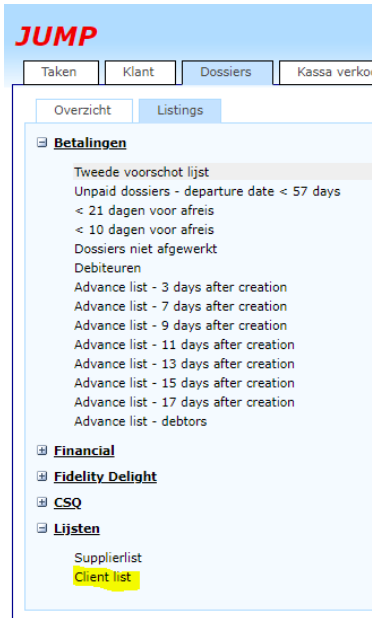 JUMP
Taken Klant Dossiers Kassa verko
Overzicht Listings
Betalingen
Tweede voorschot lijst
Unpaid dossiers - departure date < 57 days
< 21 dagen voor afreis
< 10 dagen voor afreis
Dossiers niet afgewerkt
Debiteuren
Advance list - 3 days after creation
Advance list - 7 days after creation
Advance list - 9 days after creation
Advance list - 11 days after creation
Advance list - 13 days after creation
Advance list - 15 days after creation
Advance list - 17 days after creation
Advance list - debtors
Financial
Fidelity Delight
CSQ
Lijsten
Supplierlist
Client list